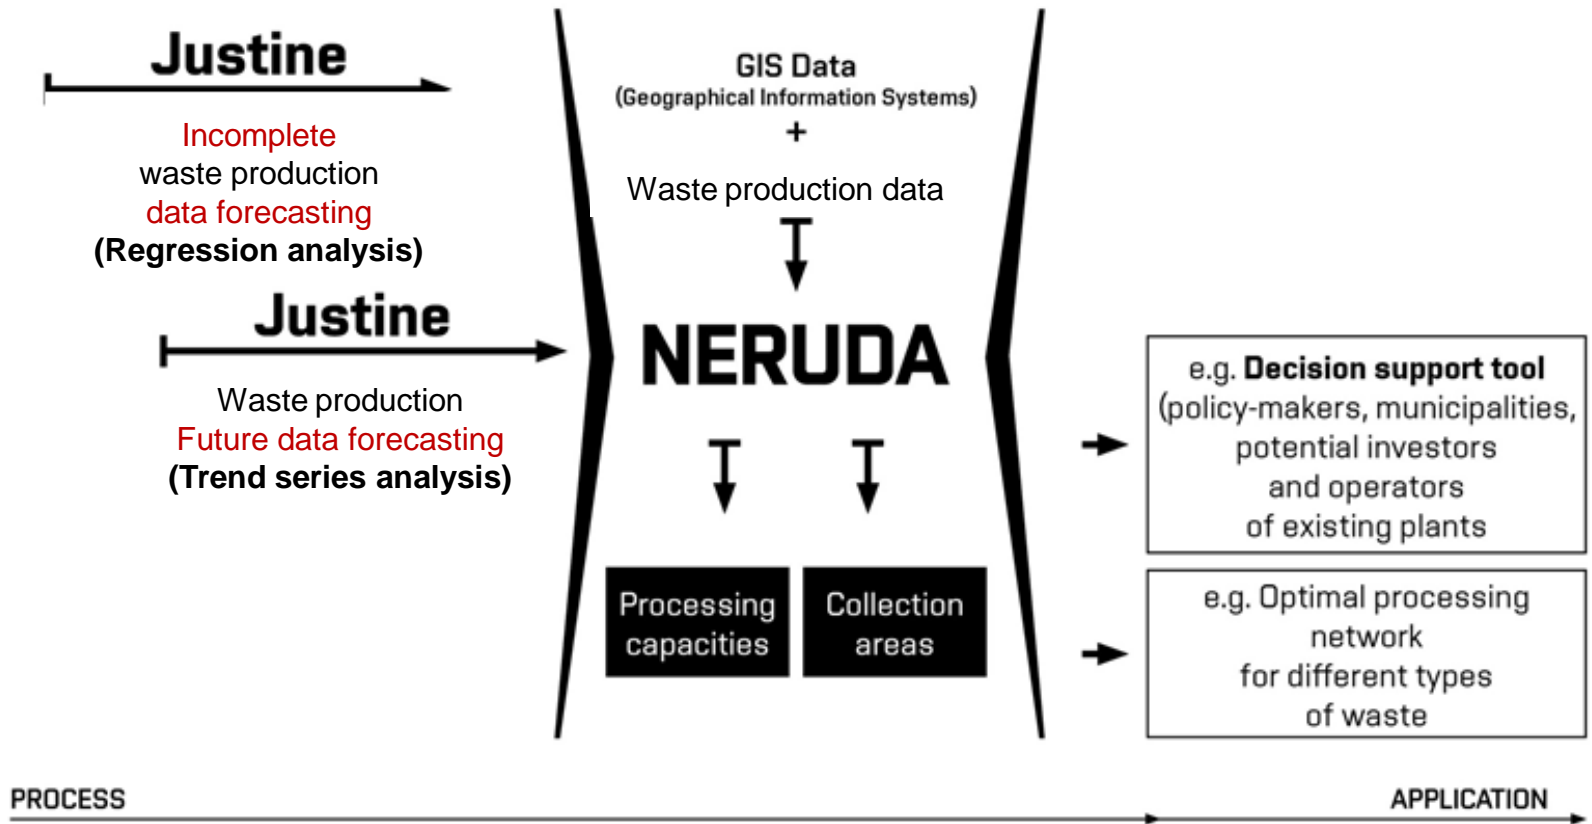 Justine
Incomplete
waste production
data forecasting
(Regression analysis)
Justine
Waste production
Future data forecasting
(Trend series analysis)
GIS Data
(Geographical Information Systems)
+
Waste production data
NERUDA
Processing
capacities
Collection
areas
e.g. Decision support tool
(policy-makers, municipalities,
potential investors
and operators
of existing plants
e.g. Optimal processing
network
for different types
of waste
PROCESS
APPLICATION